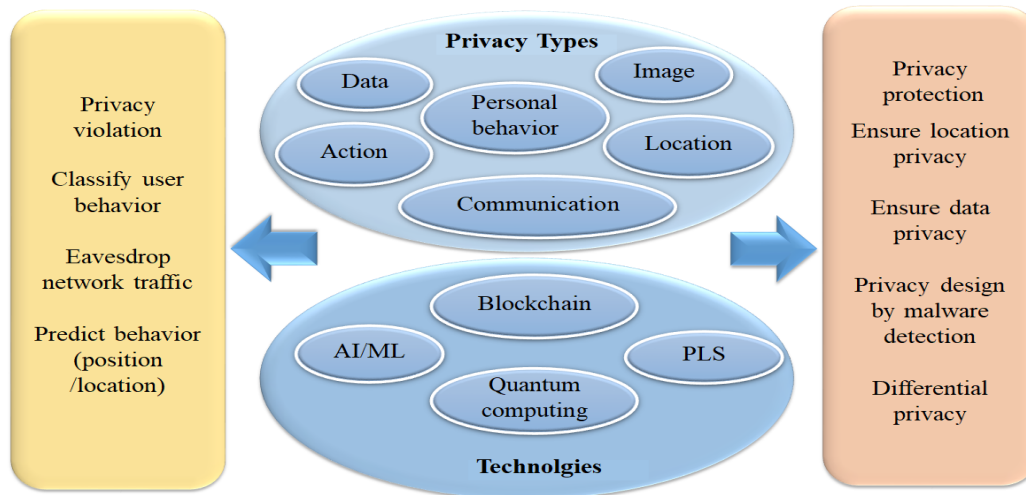 Privacy
violation
Classify user
behavior
Eavesdrop
network traffic
Predict behavior
(position
/location)
Privacy Types
Data
Image
Personal
behavior
Action
Location
Communication
Blockchain
AI/ML
PLS
Quantum
computing
Technolgies
Privacy
protection
Ensure location
privacy
Ensure data
privacy
Privacy design
by malware
detection
Differential
privacy